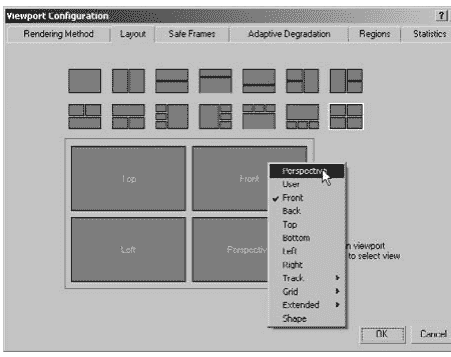 Viewport Configuration
?
Rendering Method Layout Safe Frames Adaptive Degradation Regions Statistics
Top
Front
Left
Perspectiv
Perspective
User
✓ Front
Back
Top
Bottom
Left
Right
Track
Grid
Extended
Shape
n viewport
to select view
OK Cancel